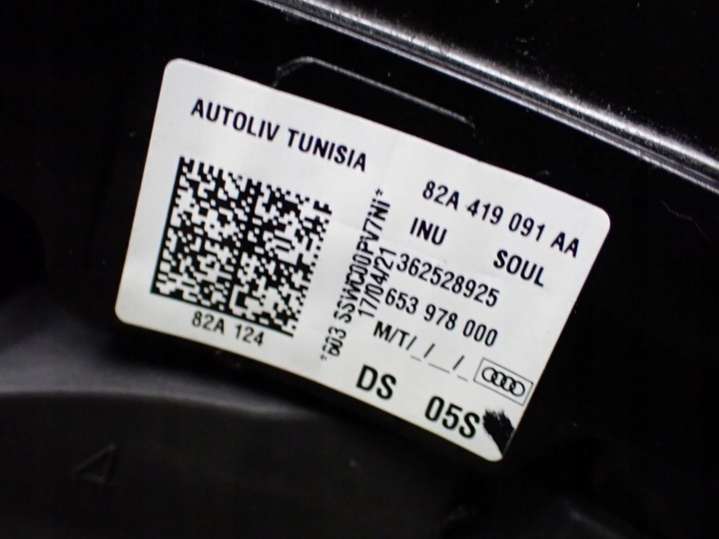 AUTOLIV TUNISIA
82A 124
*603 SSWC00PV7NI*
17/04/21
82A 419 091 AA
INU SOUL
362528925
653 978 000
M/T/_/_/_
DS 05S